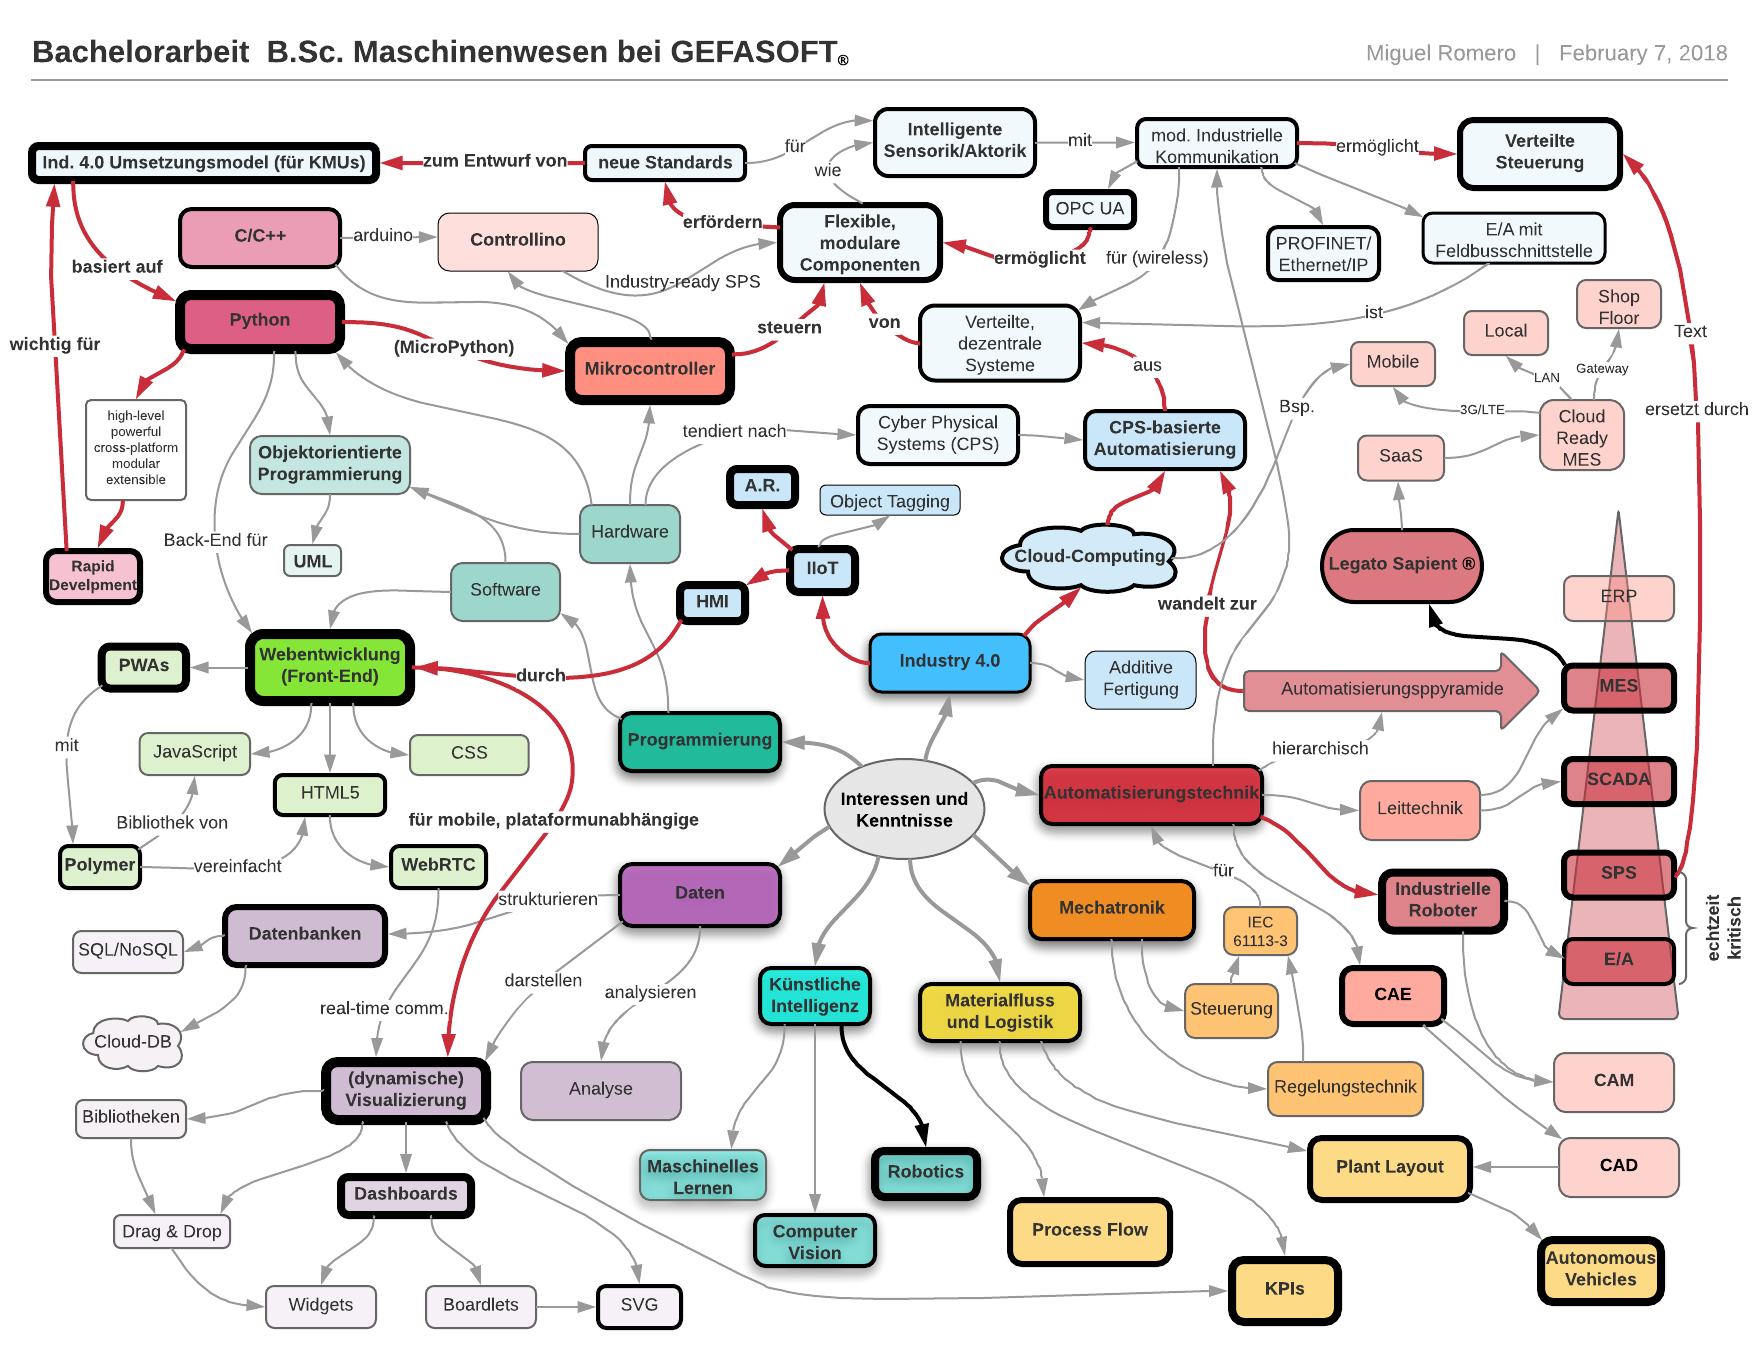 Bachelorarbeit  B.Sc. Maschinenwesen bei GEFASOFT®
Miguel Romero | February 7, 2018
Ind. 4.0 Umsetzungsmodel (für KMUs)
zum Entwurf von
neue Standards
für
wie
Intelligente
Sensorik/Aktorik
mit
mod. Industrielle
Kommunikation
ermöglicht
Verteilte
Steuerung
C/C++
arduino
Controllino
erfördern
Flexible,
modulare
Componenten
OPC UA
ermöglicht
für (wireless)
PROFINET/
Ethernet/IP
E/A mit
Feldbusschnittstelle
basiert auf
Industry-ready SPS
Python
wichtig für
(MicroPython)
steuern
von
Verteilte,
dezentrale
Systeme
ist
Shop
Floor
Local
Text
Mobile
Gateway
LAN
Mikrocontroller
aus
Bsp.
3G/LTE
Cloud
Ready
MES
ersetzt durch
high-level
powerful
cross-platform
modular
extensible
tendiert nach
Cyber Physical
Systems (CPS)
CPS-basierte
Automatisierung
SaaS
Objektorientierte
Programmierung
A.R.
Object Tagging
Back-End für
Hardware
UML
Rapid
Develpment
Software
IIoT
HMI
Cloud-Computing
Legato Sapient ®
wandelt zur
ERP
PWAs
Webentwicklung
(Front-End)
durch
Industry 4.0
Additive
Fertigung
Automatisierungsppyramide
MES
mit
JavaScript
CSS
Programmierung
hierarchisch
HTML5
Automatisierungstechnik
Leittechnik
SCADA
Interessen und
Kenntnisse
Bibliothek von
für mobile, plataformunabhängige
Polymer
vereinfacht
WebRTC
strukturieren
Daten
Mechatronik
für
Industrielle
Roboter
SPS
IEC
61113-3
echtzeit
kritisch
Datenbanken
SQL/NoSQL
darstellen
analysieren
Künstliche
Intelligenz
Materialfluss
und Logistik
Steuerung
CAE
E/A
real-time comm.
Cloud-DB
(dynamische)
Visualizierung
Analyse
Regelungstechnik
CAM
Bibliotheken
Maschinelles
Lernen
Robotics
Plant Layout
CAD
Dashboards
Drag & Drop
Computer
Vision
Process Flow
Autonomous
Vehicles
Widgets
Boardlets
SVG
KPIs